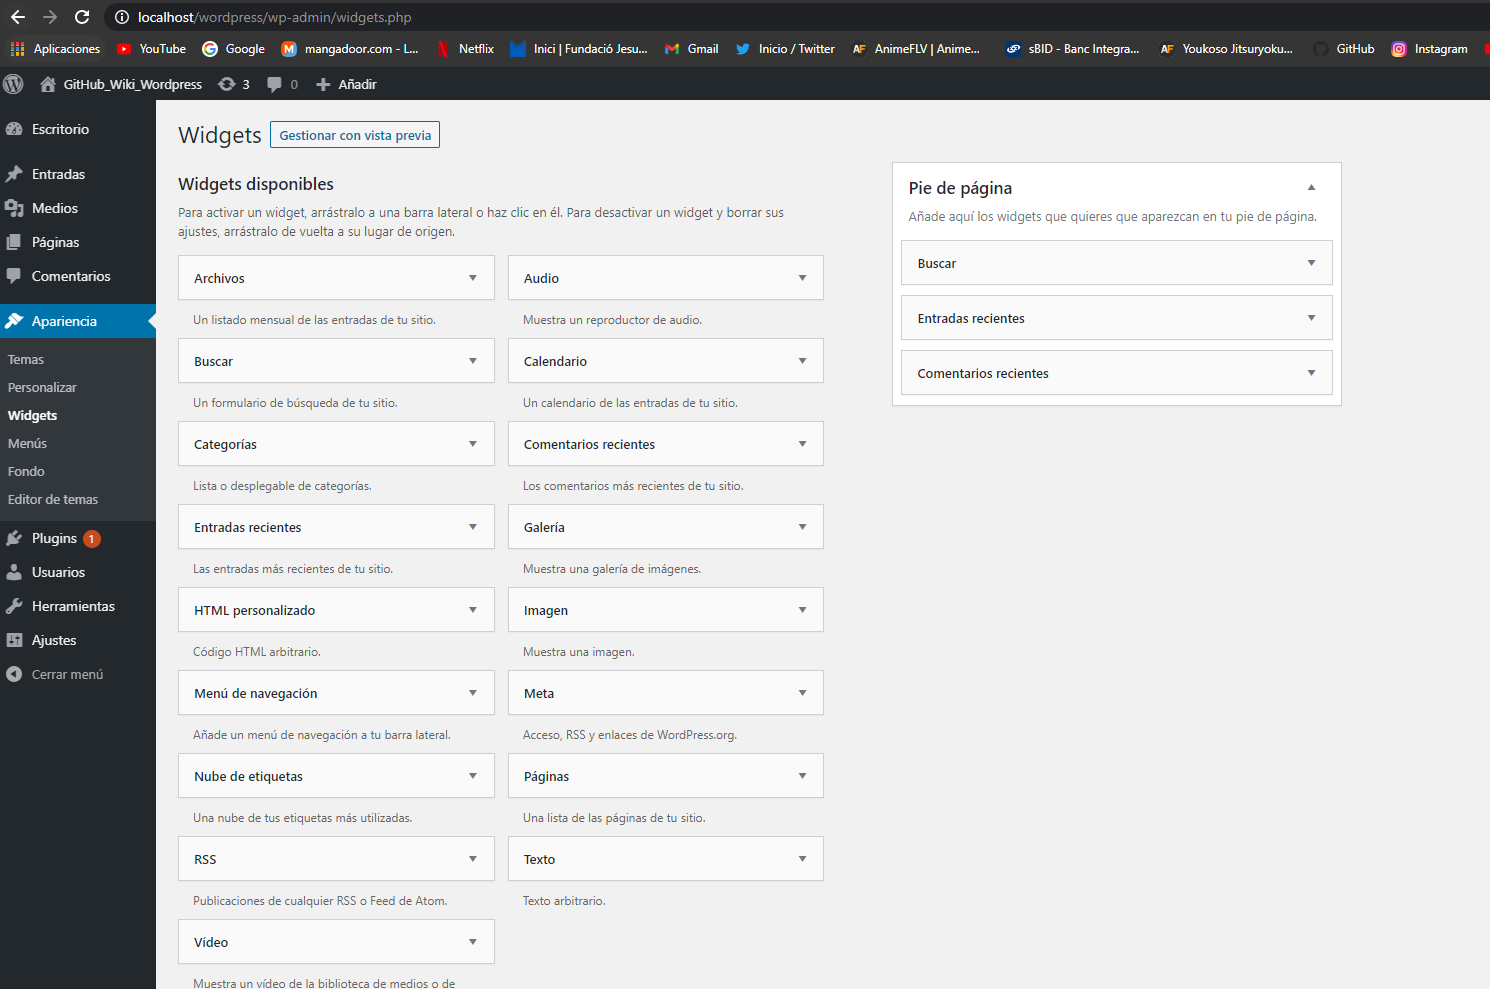 localhost/wordpress/wp-admin/widgets.php
Aplicaciones YouTube Google mangadoor.com - L... Netflix Inici | Fundació Jesu... Gmail Inicio / Twitter AnimeFLV | Anime... sBID - Banc Integra... Youkoso Jitsuryoku... GitHub Instagram
GitHub_Wiki_Wordpress 3 0 Añadir
Escritorio
Entradas
Medios
Páginas
Comentarios
Apariencia
Temas
Personalizar
Widgets
Menús
Fondo
Editor de temas
Plugins 1
Usuarios
Herramientas
Ajustes
Cerrar menú
Widgets Gestionar con vista previa
Widgets disponibles
Para activar un widget, arrástralo a una barra lateral o haz clic en él. Para desactivar un widget y borrar sus
ajustes, arrástralo de vuelta a su lugar de origen.
Archivos
Un listado mensual de las entradas de tu sitio.
Audio
Muestra un reproductor de audio.
Buscar
Un formulario de búsqueda de tu sitio.
Calendario
Un calendario de las entradas de tu sitio.
Categorías
Lista o desplegable de categorías.
Comentarios recientes
Los comentarios más recientes de tu sitio.
Entradas recientes
Las entradas más recientes de tu sitio.
Galería
Muestra una galería de imágenes.
HTML personalizado
Código HTML arbitrario.
Imagen
Muestra una imagen.
Menú de navegación
Añade un menú de navegación a tu barra lateral.
Meta
Acceso, RSS y enlaces de WordPress.org.
Nube de etiquetas
Una nube de tus etiquetas más utilizadas.
Páginas
Una lista de las páginas de tu sitio.
RSS
Publicaciones de cualquier RSS o Feed de Atom.
Texto
Texto arbitrario.
Vídeo
Muestra un vídeo de la biblioteca de medios o de
Pie de página
Añade aquí los widgets que quieres que aparezcan en tu pie de página.
Buscar
Entradas recientes
Comentarios recientes